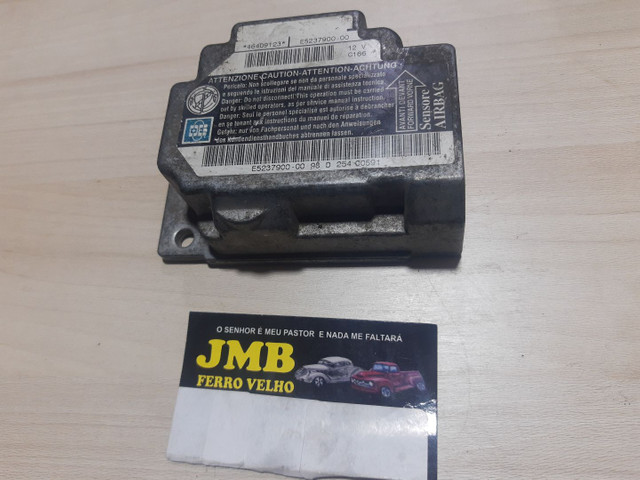 *46409123* E5237900-00
12 V
C166
ATTENZIONE-CAUTION-ATTENTION-ACHTUNG
Pericolo: Non scollegare se non da personale specializzato
e seguendo le istruzioni del manuale di assistenza tecnica
Danger: Do not disconnect! This operation must be carried
out by skilled operators, as per service manual instruction.
Danger: Seul le personel spécialisé est autorisé à débrancher
en se tenant aux instructions du manuel de réparation.
Gefahr: nur von Fachpersonal und nach den Anweisungen
des Kundendiensthandbuches abtrennen lassen.
AVANTI
FORWARD
Sensore
AIRBAG
E5237900-00 98 D 264 00591
O SENHOR É MEU PASTOR E NADA ME FALTARÁ
JMB
FERRO VELHO